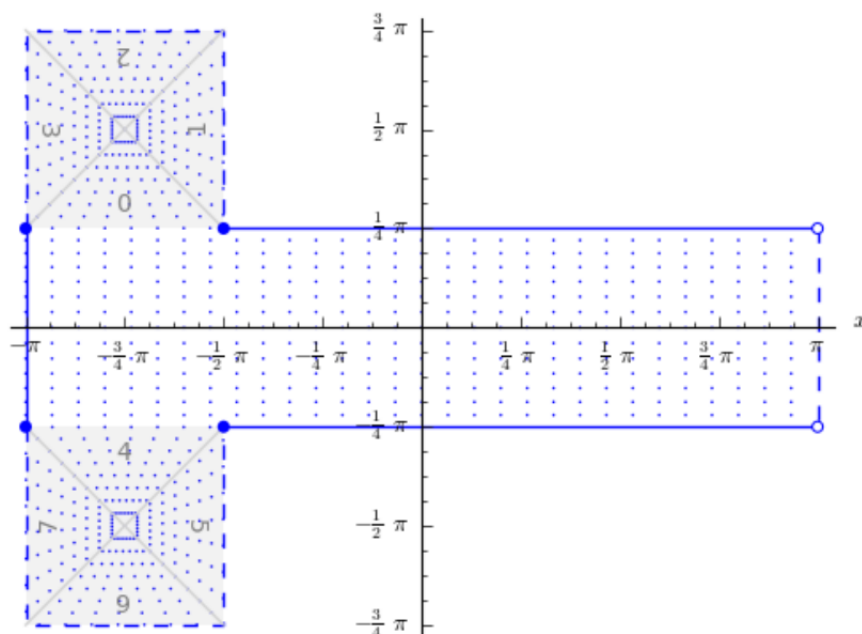 3/4 π
2
3 1 1/2 π
0
1/4 π
x
-π -3/4 π -1/2 π -1/4 π 1/4 π 1/2 π 3/4 π π
-1/4 π
4
7 5 -1/2 π
6
-3/4 π